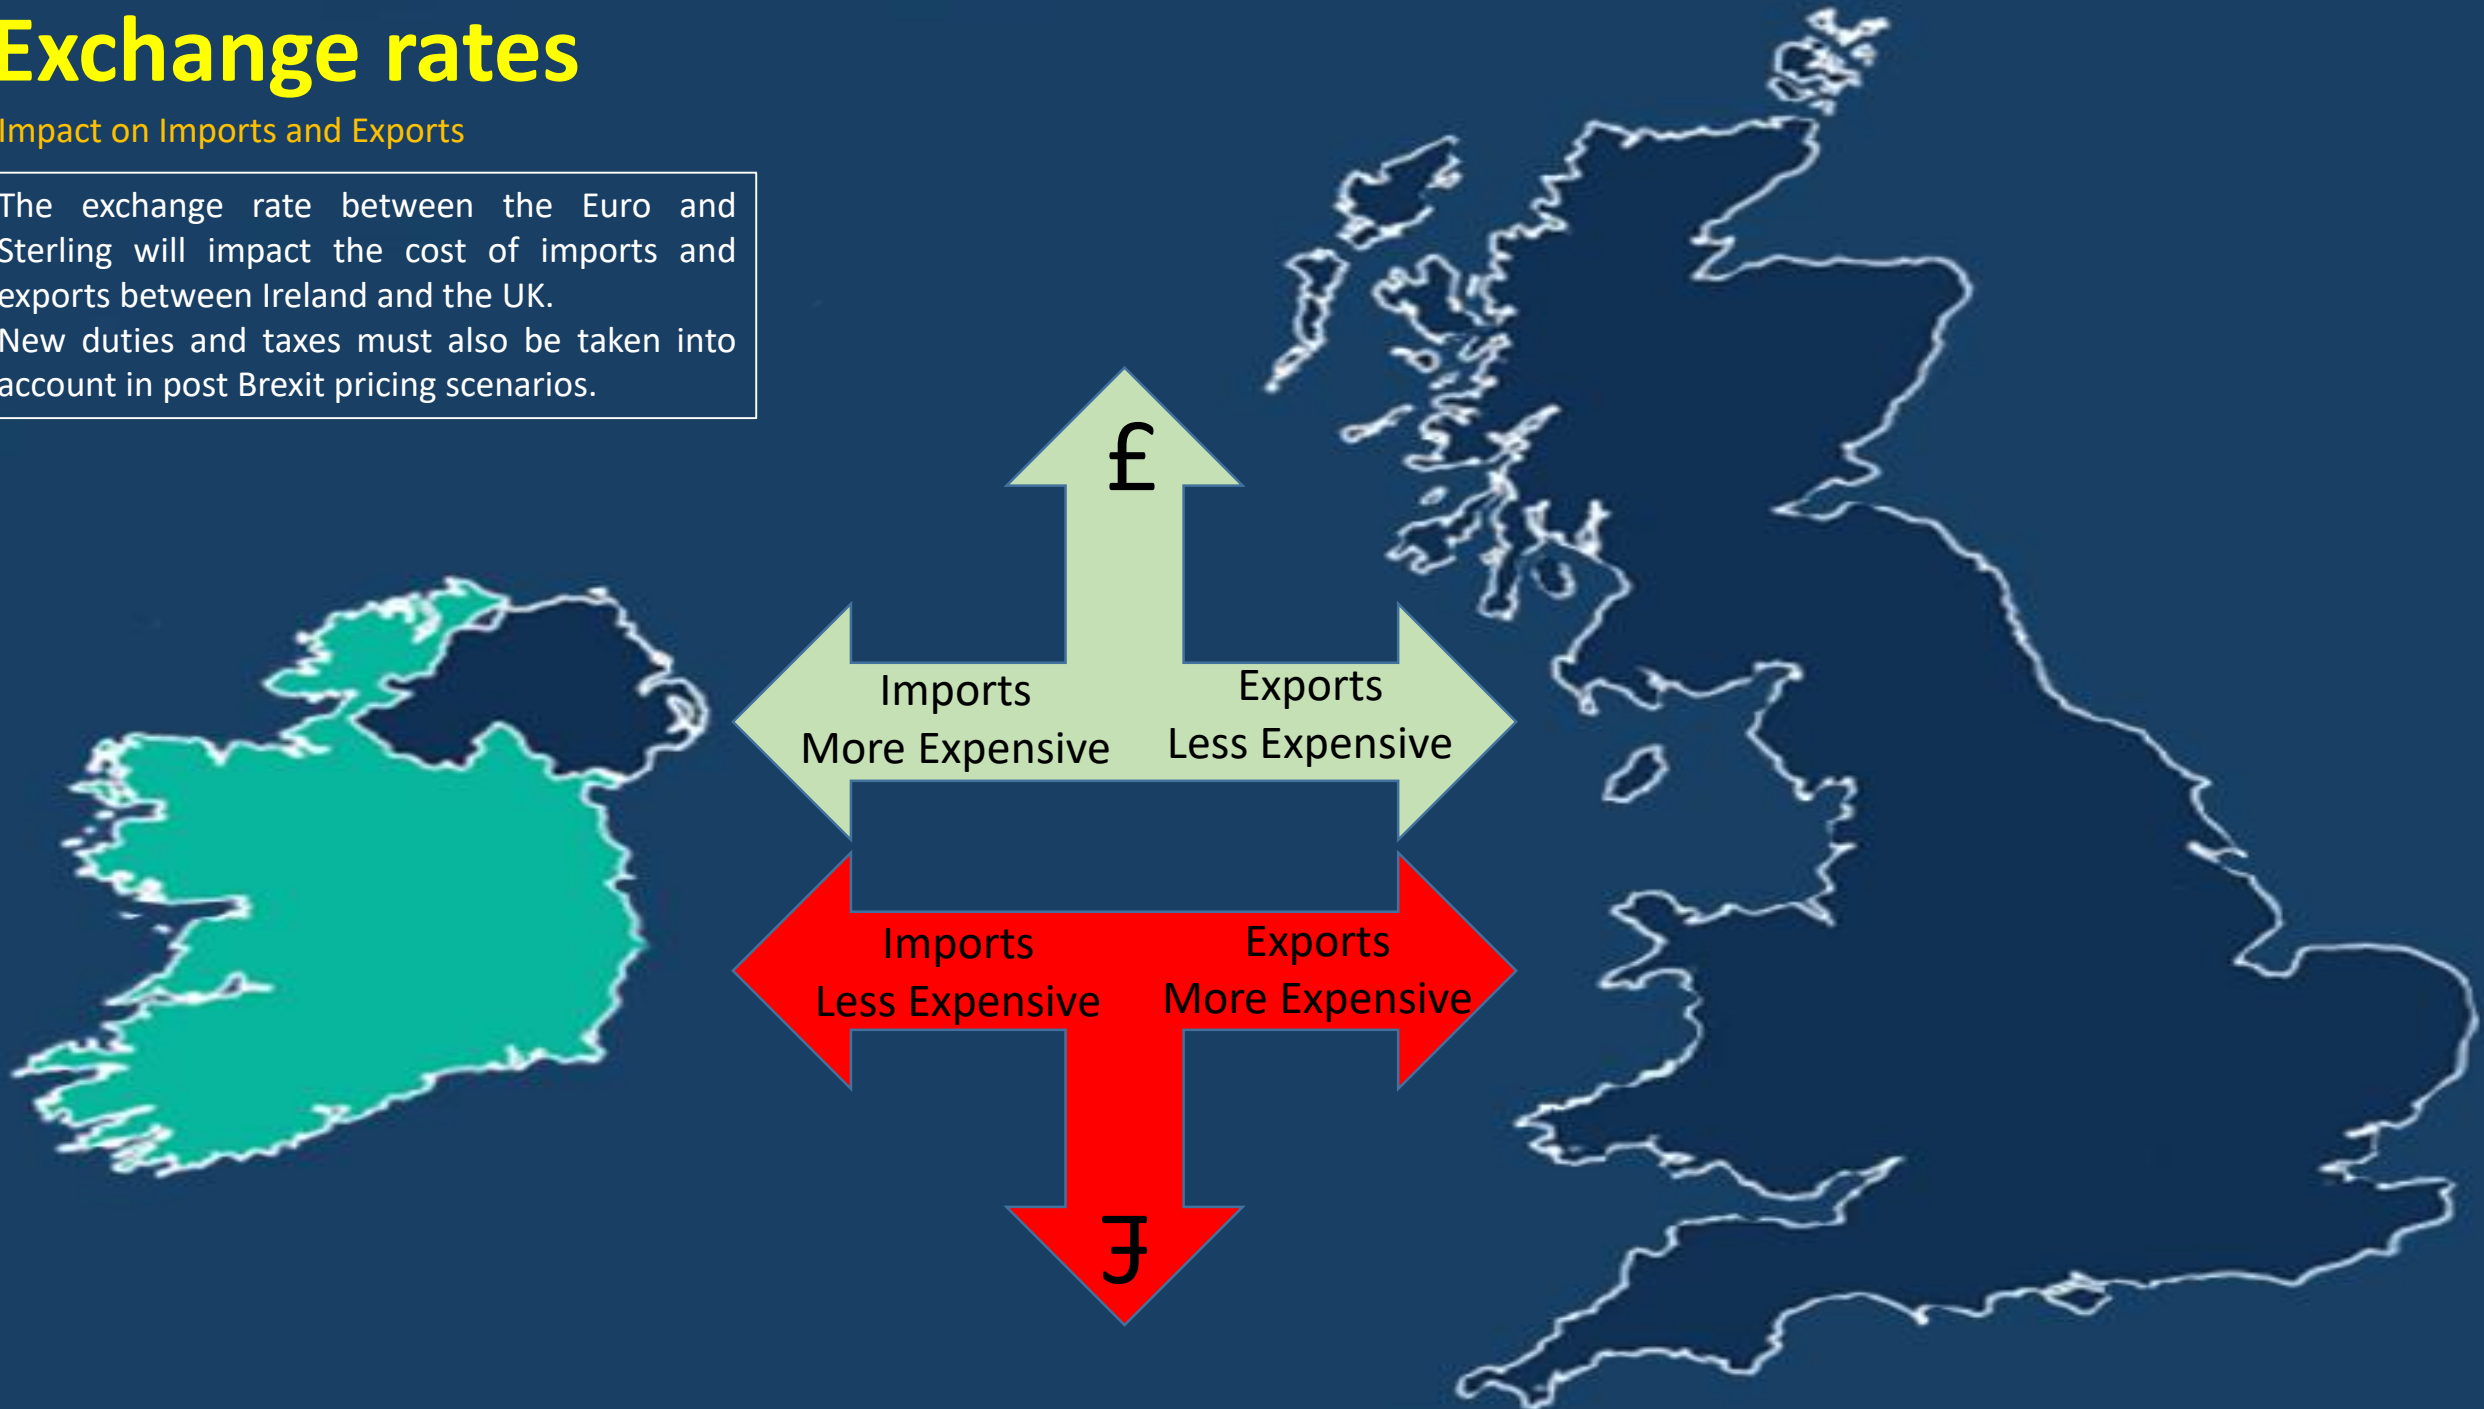 Exchange rates
Impact on Imports and Exports
The exchange rate between the Euro and
Sterling will impact the cost of imports and
exports between Ireland and the UK.
New duties and taxes must also be taken into
account in post Brexit pricing scenarios.
£
Imports
More Expensive
Exports
Less Expensive
Imports
Less Expensive
Exports
More Expensive
£